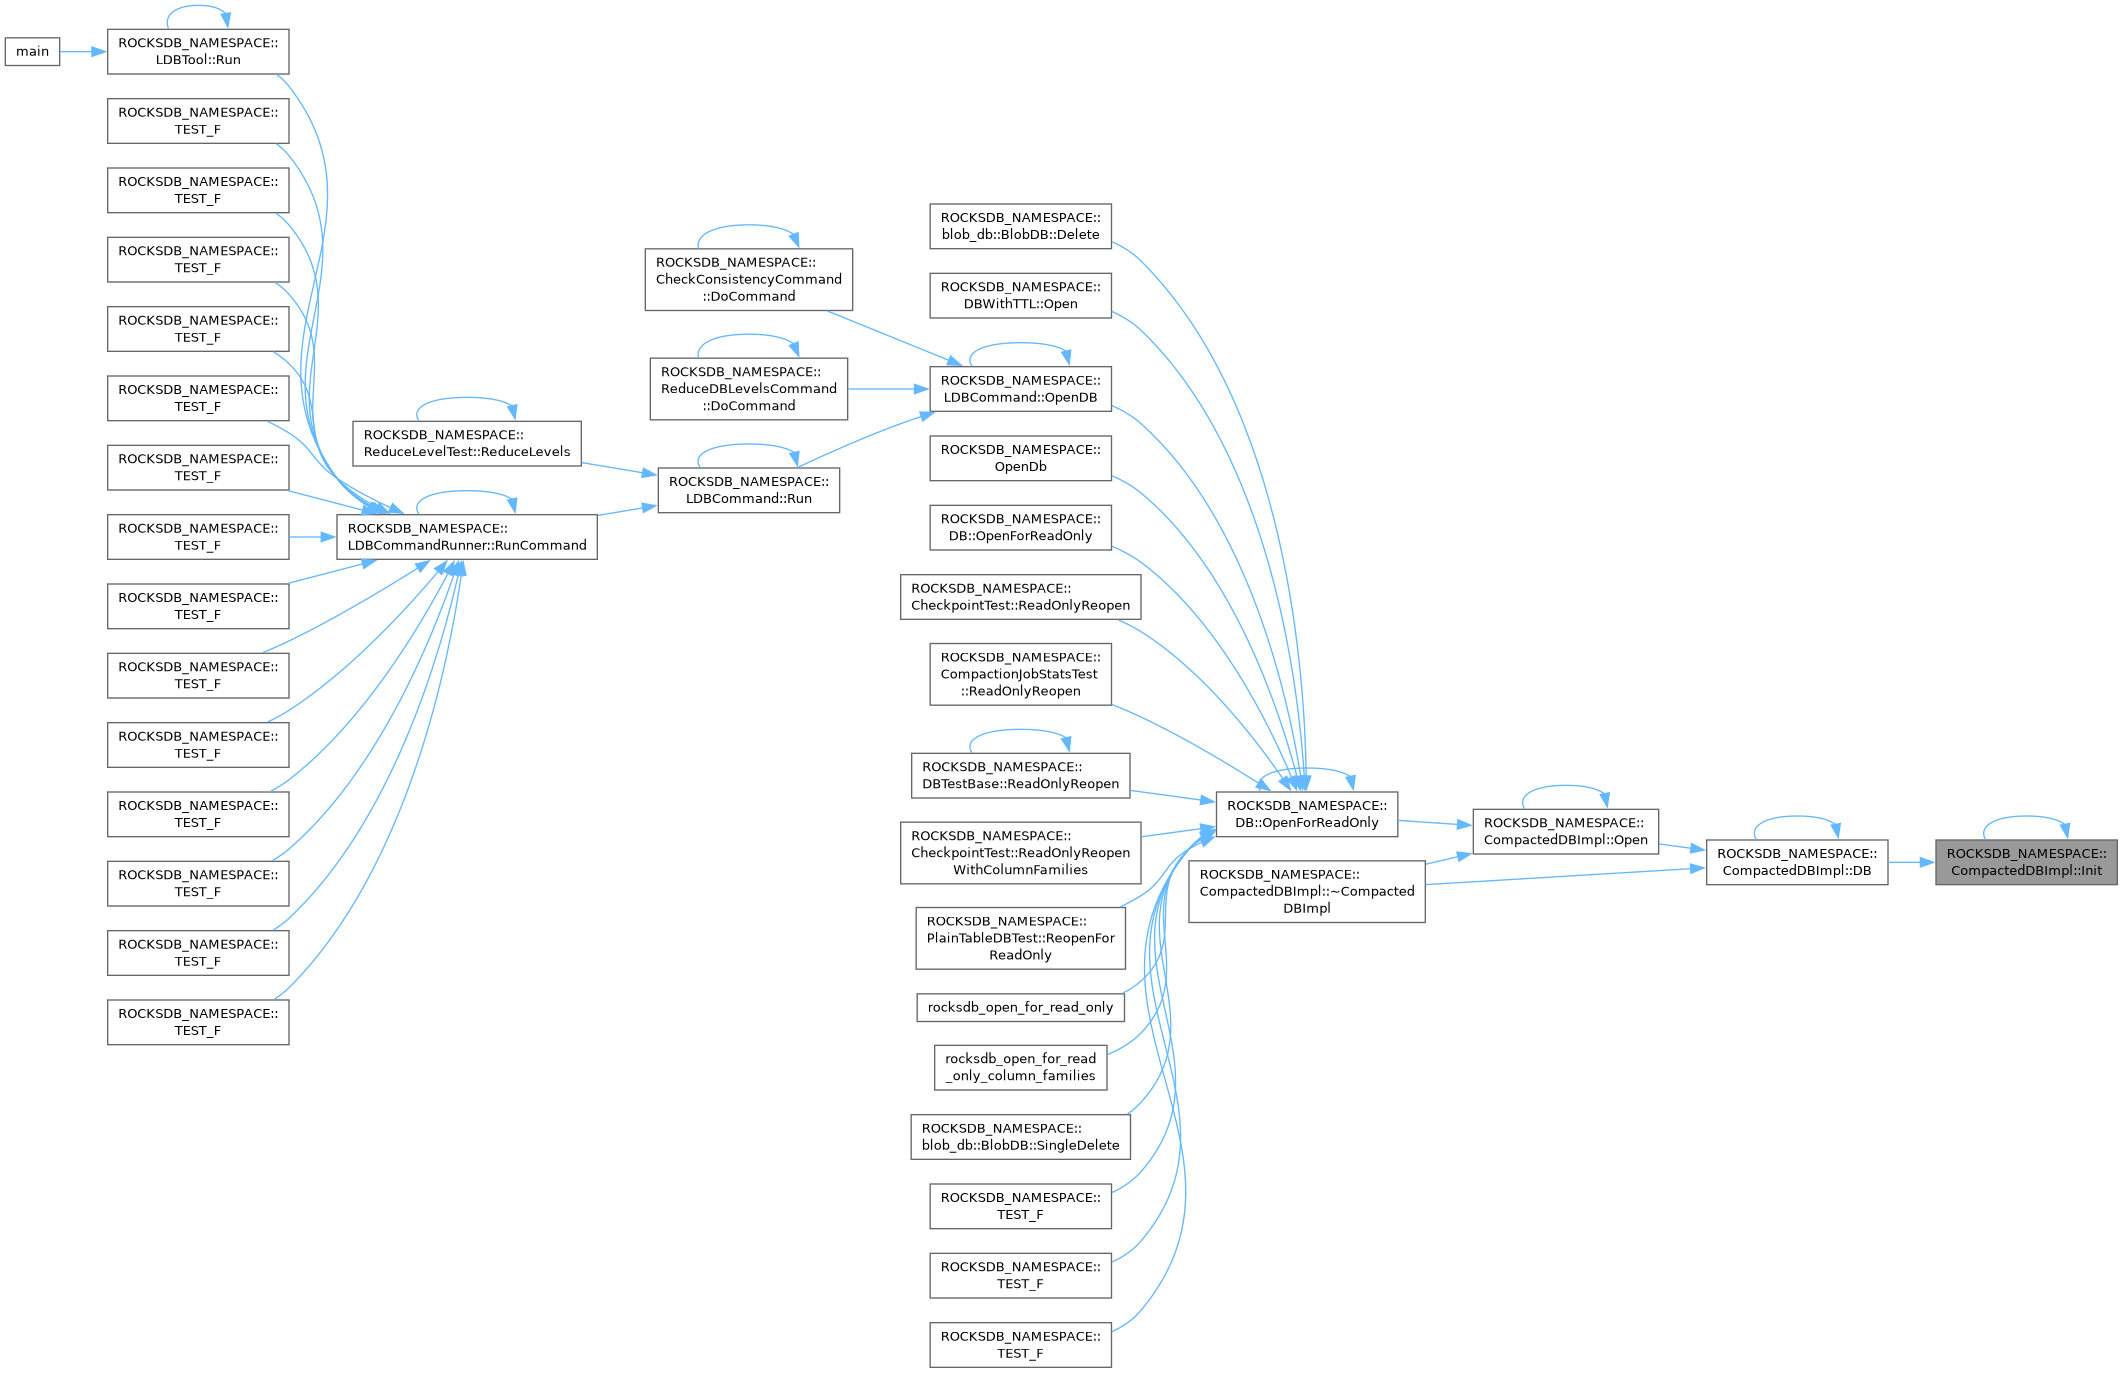 main
ROCKSDB_NAMESPACE::
LDBTool::Run
ROCKSDB_NAMESPACE::
TEST_F
ROCKSDB_NAMESPACE::
TEST_F
ROCKSDB_NAMESPACE::
TEST_F
ROCKSDB_NAMESPACE::
TEST_F
ROCKSDB_NAMESPACE::
TEST_F
ROCKSDB_NAMESPACE::
TEST_F
ROCKSDB_NAMESPACE::
TEST_F
ROCKSDB_NAMESPACE::
TEST_F
ROCKSDB_NAMESPACE::
TEST_F
ROCKSDB_NAMESPACE::
TEST_F
ROCKSDB_NAMESPACE::
TEST_F
ROCKSDB_NAMESPACE::
TEST_F
ROCKSDB_NAMESPACE::
TEST_F
ROCKSDB_NAMESPACE::
TEST_F
ROCKSDB_NAMESPACE::
ReduceLevelTest::ReduceLevels
ROCKSDB_NAMESPACE::
LDBCommandRunner::RunCommand
ROCKSDB_NAMESPACE::
CheckConsistencyCommand
::DoCommand
ROCKSDB_NAMESPACE::
ReduceDBLevelsCommand
::DoCommand
ROCKSDB_NAMESPACE::
LDBCommand::Run
ROCKSDB_NAMESPACE::
blob_db::BlobDB::Delete
ROCKSDB_NAMESPACE::
DBWithTTL::Open
ROCKSDB_NAMESPACE::
LDBCommand::OpenDB
ROCKSDB_NAMESPACE::
OpenDb
ROCKSDB_NAMESPACE::
DB::OpenForReadOnly
ROCKSDB_NAMESPACE::
CheckpointTest::ReadOnlyReopen
ROCKSDB_NAMESPACE::
CompactionJobStatsTest
::ReadOnlyReopen
ROCKSDB_NAMESPACE::
DBTestBase::ReadOnlyReopen
ROCKSDB_NAMESPACE::
CheckpointTest::ReadOnlyReopen
WithColumnFamilies
ROCKSDB_NAMESPACE::
PlainTableDBTest::ReopenFor
ReadOnly
rocksdb_open_for_read_only
rocksdb_open_for_read
_only_column_families
ROCKSDB_NAMESPACE::
blob_db::BlobDB::SingleDelete
ROCKSDB_NAMESPACE::
TEST_F
ROCKSDB_NAMESPACE::
TEST_F
ROCKSDB_NAMESPACE::
TEST_F
ROCKSDB_NAMESPACE::
DB::OpenForReadOnly
ROCKSDB_NAMESPACE::
CompactedDBImpl::~Compacted
DBImpl
ROCKSDB_NAMESPACE::
CompactedDBImpl::Open
ROCKSDB_NAMESPACE::
CompactedDBImpl::DB
ROCKSDB_NAMESPACE::
CompactedDBImpl::Init